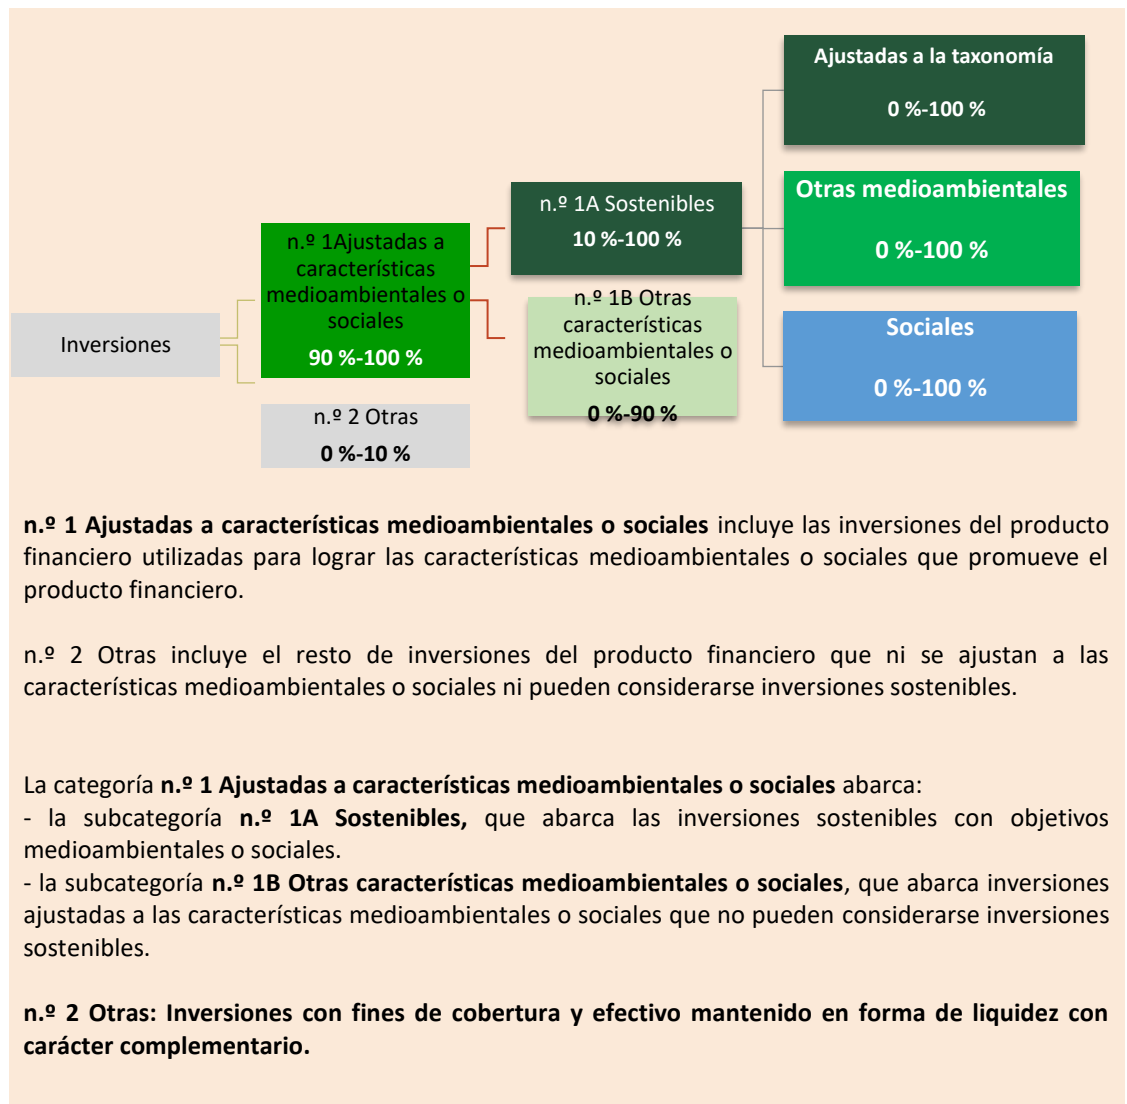 Inversiones
n.º 1Ajustadas a
características
medioambientales o
sociales
90 %-100 %
n.º 2 Otras
0 %-10 %
n.º 1A Sostenibles
10 %-100 %
n.º 1B Otras
características
medioambientales o
sociales
0 %-90 %
Ajustadas a la taxonomía
0 %-100 %
Otras medioambientales
0 %-100 %
Sociales
0 %-100 %
n.º 1 Ajustadas a características medioambientales o sociales incluye las inversiones del producto
financiero utilizadas para lograr las características medioambientales o sociales que promueve el
producto financiero.
n.º 2 Otras incluye el resto de inversiones del producto financiero que ni se ajustan a las
características medioambientales o sociales ni pueden considerarse inversiones sostenibles.
La categoría n.º 1 Ajustadas a características medioambientales o sociales abarca:
- la subcategoría n.º 1A Sostenibles, que abarca las inversiones sostenibles con objetivos
medioambientales o sociales.
- la subcategoría n.º 1B Otras características medioambientales o sociales, que abarca inversiones
ajustadas a las características medioambientales o sociales que no pueden considerarse inversiones
sostenibles.
n.º 2 Otras: Inversiones con fines de cobertura y efectivo mantenido en forma de liquidez con
carácter complementario.